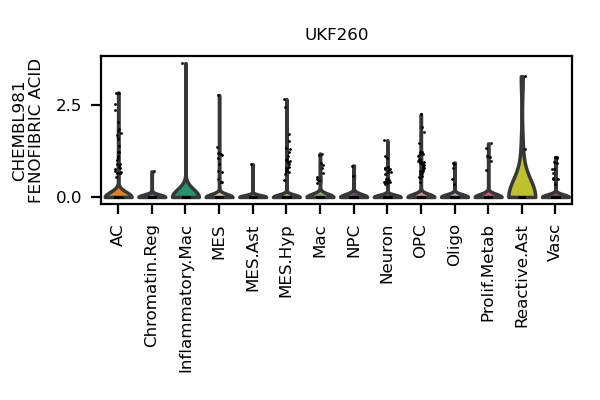 UKF260
CHEMBL981
FENOFIBRIC ACID
2.5
0.0
AC
Chromatin.Reg
Inflammatory.Mac
MES
MES.Ast
MES.Hyp
Mac
NPC
Neuron
OPC
Oligo
Prolif.Metab
Reactive.Ast
Vasc